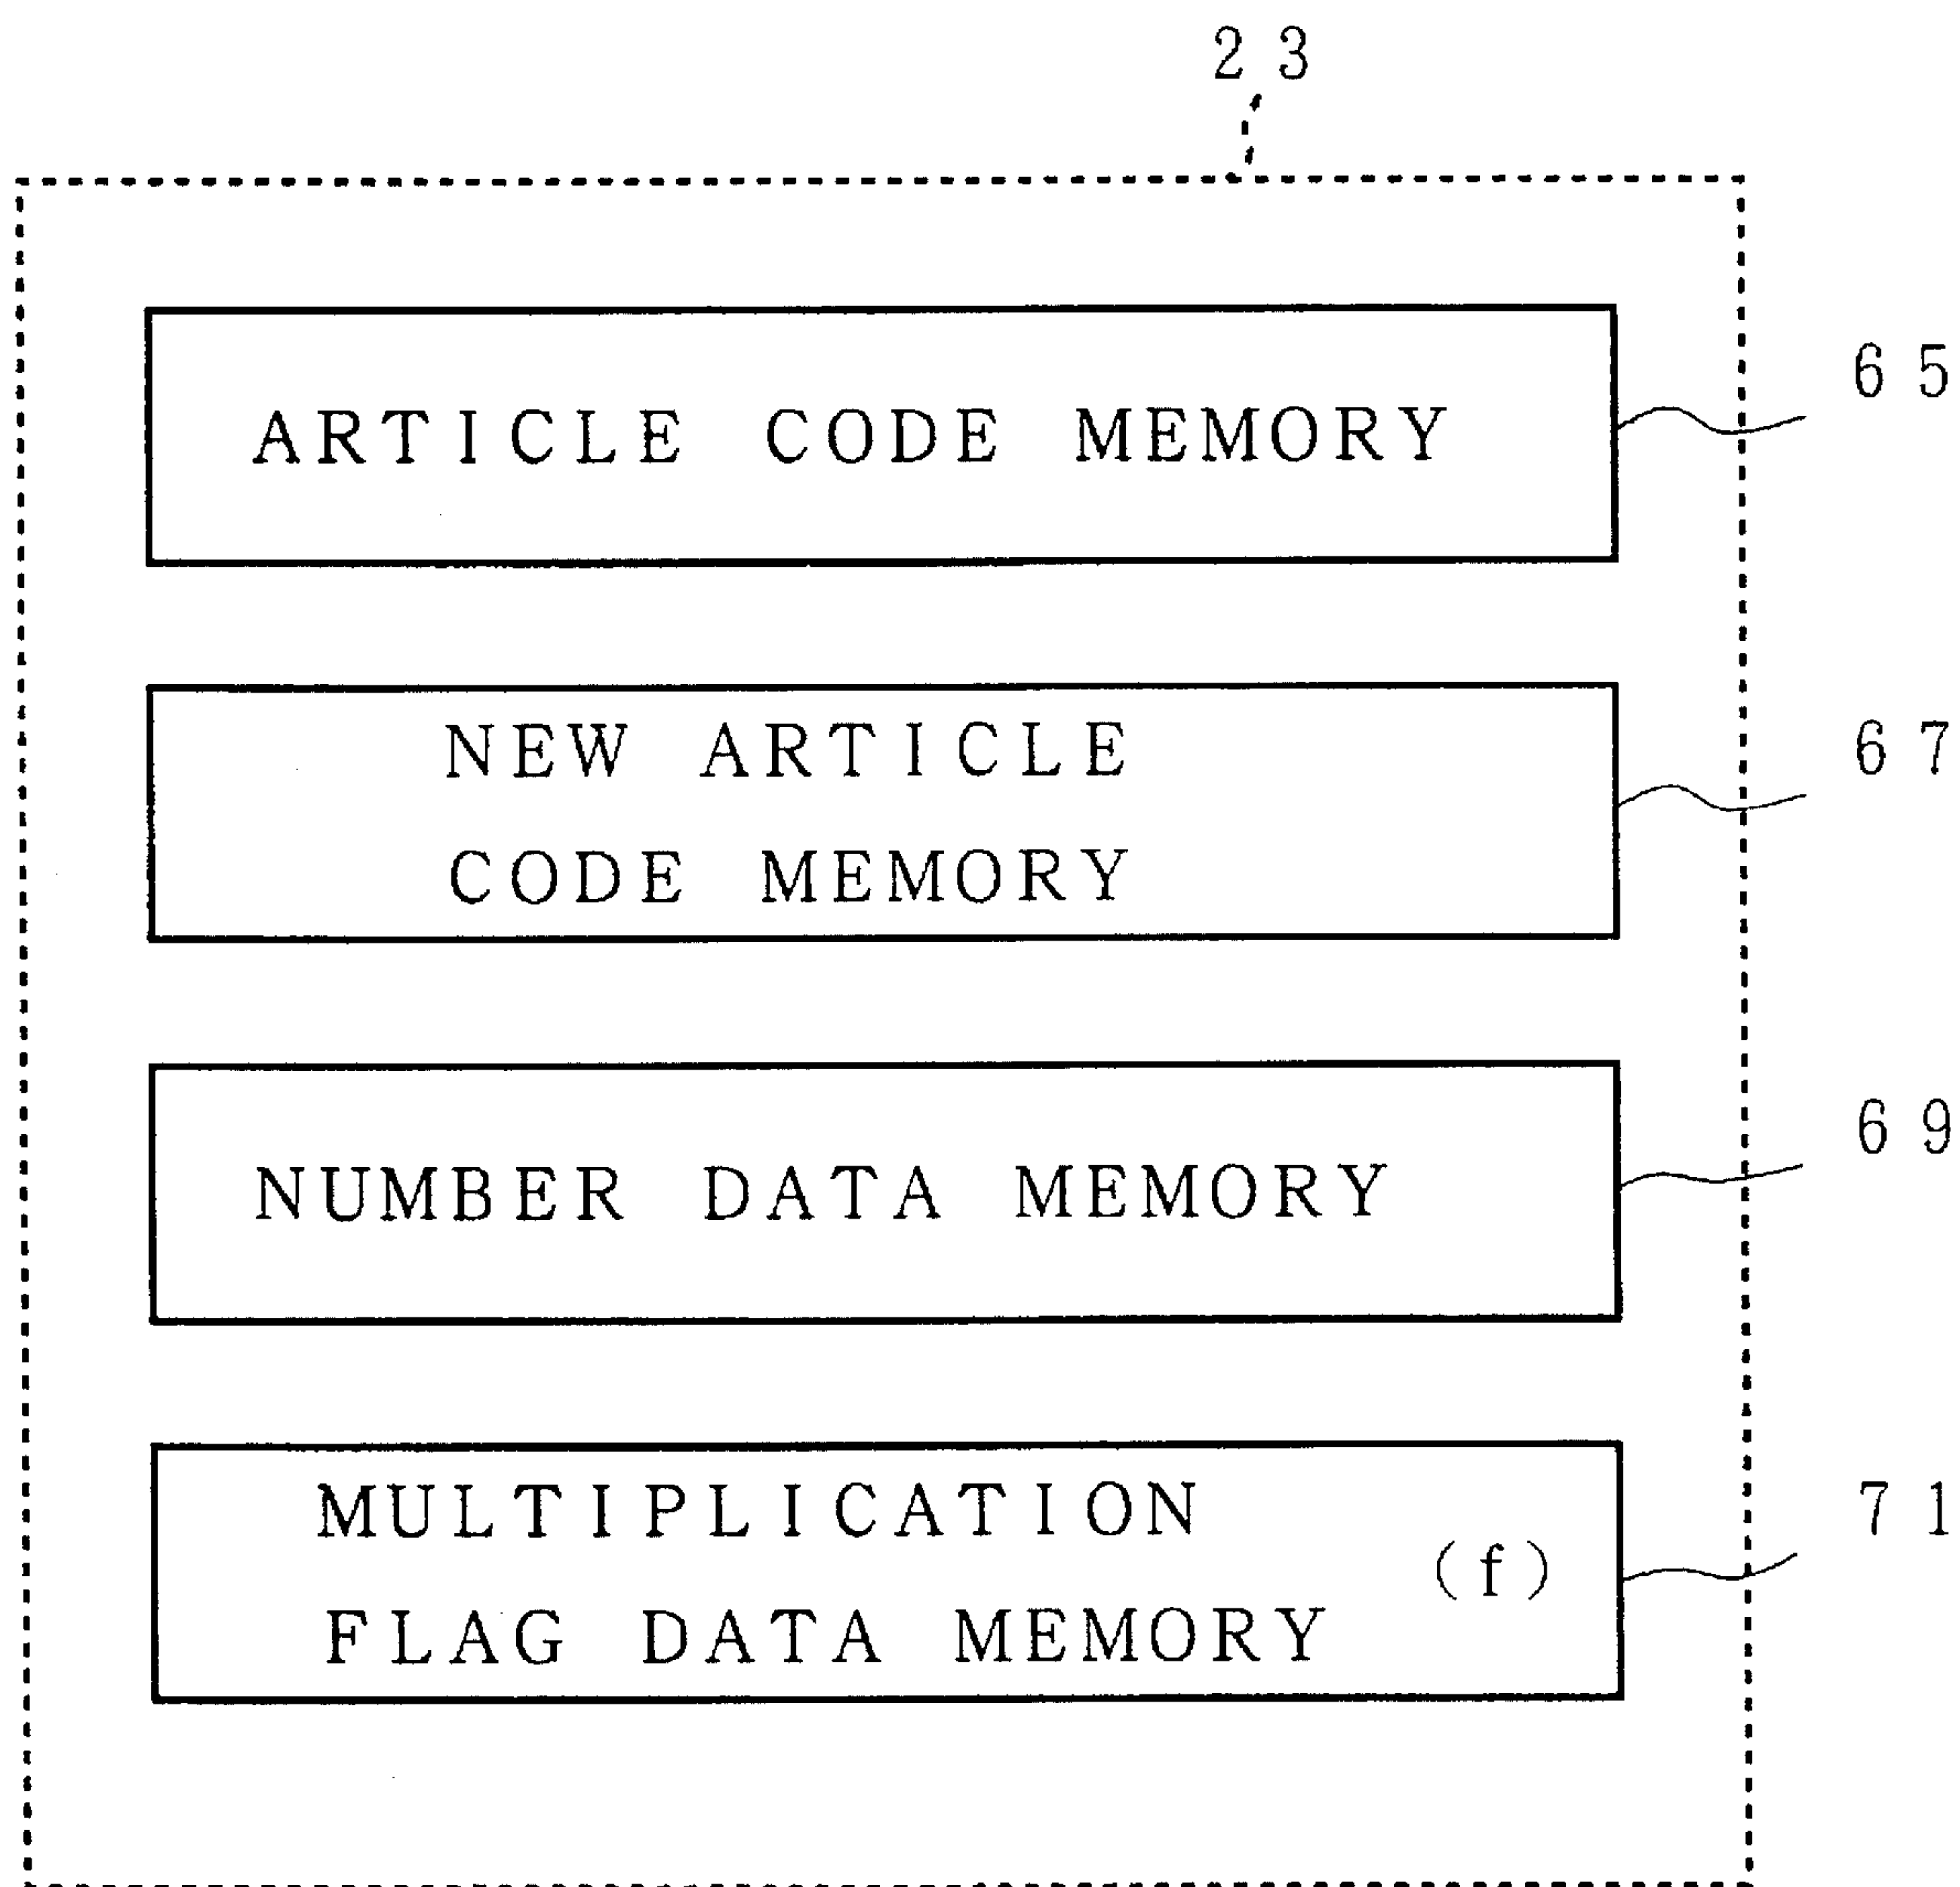 23
ARTICLE CODE MEMORY
65
NEW ARTICLE
CODE MEMORY
67
NUMBER DATA MEMORY
69
MULTIPLICATION
FLAG DATA MEMORY
(f)
71